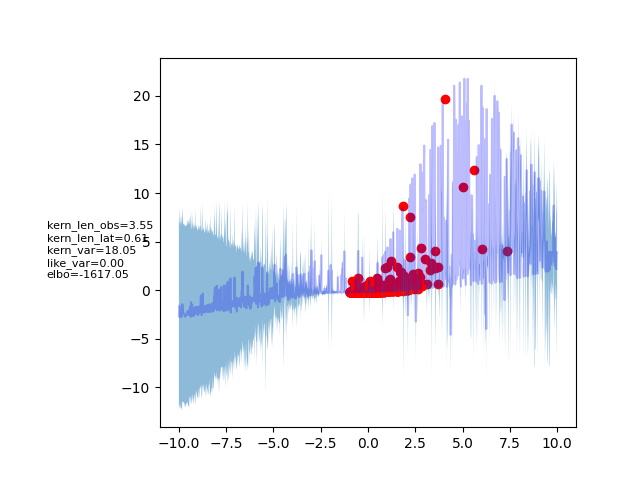 20
15
10
kern_len_obs=3.55
kern_len_lat=0.61
5
kern_var=18.05
like_var=0.00
elbo=-1617.05
0
−5
−10
−10.0 −7.5 −5.0 −2.5 0.0 2.5 5.0 7.5 10.0